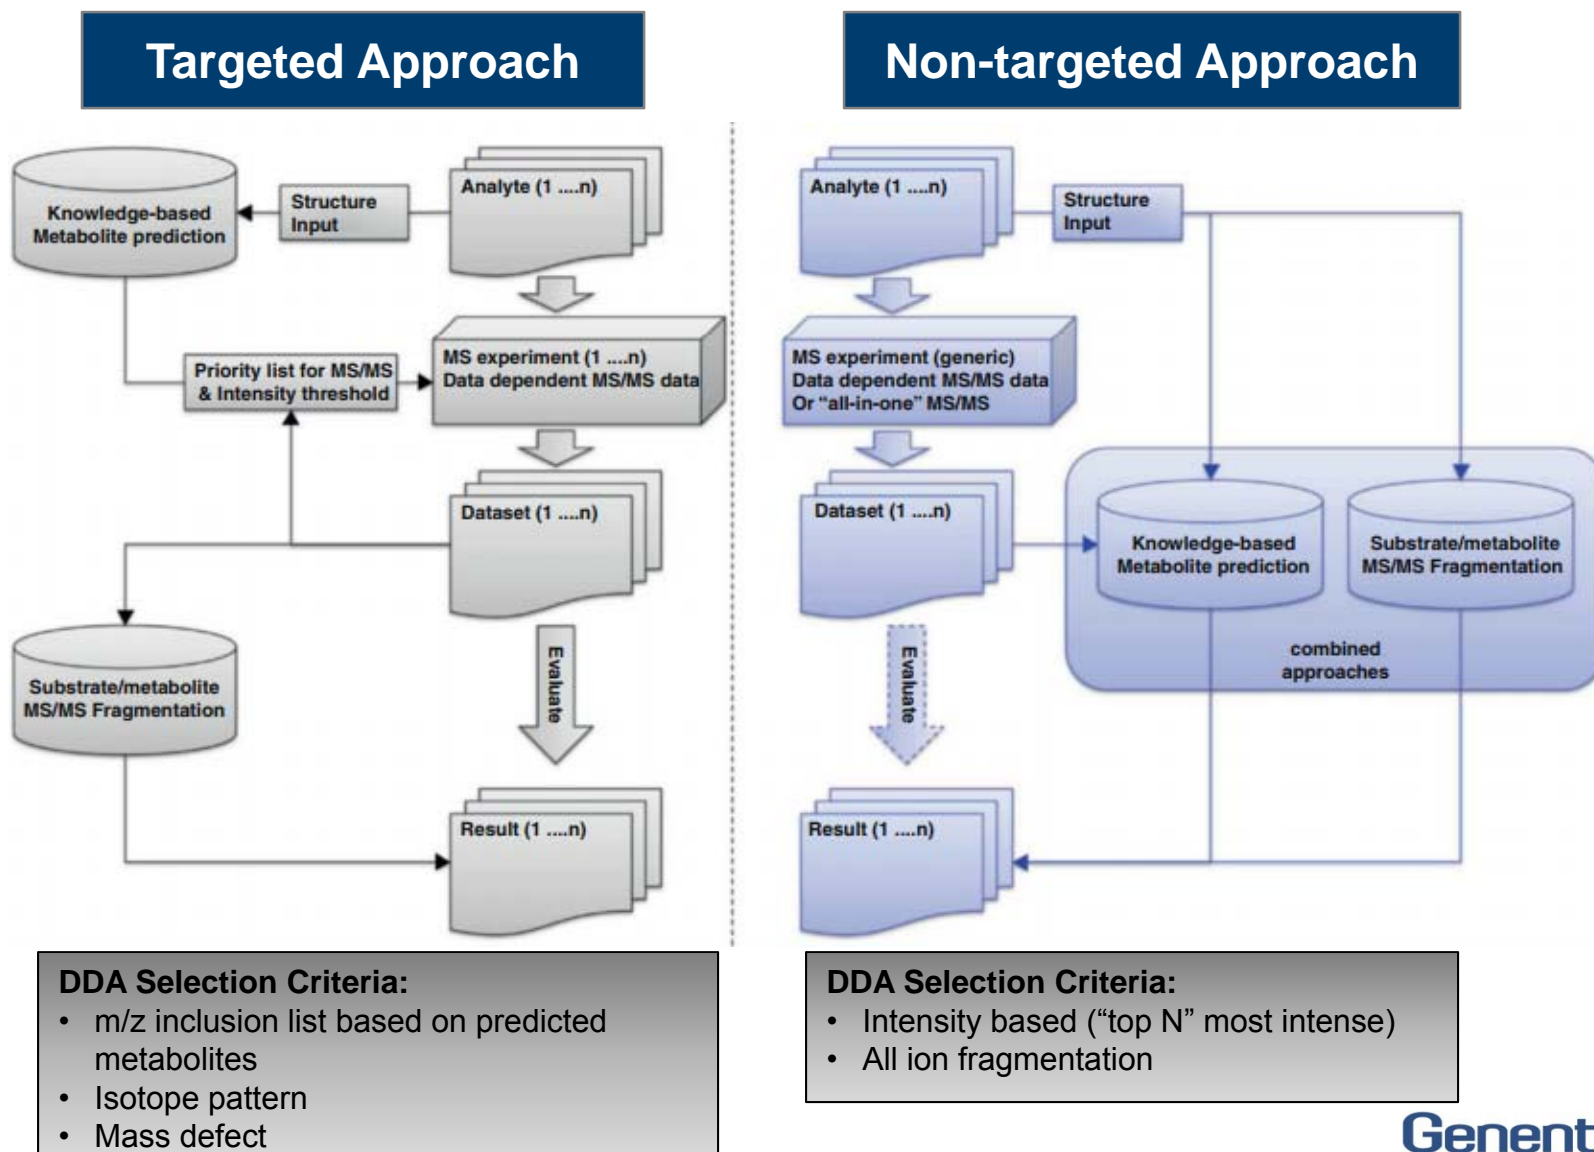 Targeted Approach
Analyte (1 ....n)
Structure
Input
Knowledge-based
Metabolite prediction
MS experiment (1 ....n)
Data dependent MS/MS data
Priority list for MS/MS
& Intensity threshold
Dataset (1 ....n)
Substrate/metabolite
MS/MS Fragmentation
Evaluate
Result (1 ....n)
DDA Selection Criteria:
• m/z inclusion list based on predicted
metabolites
• Isotope pattern
• Mass defect
Non-targeted Approach
Analyte (1 ....n)
Structure
Input
MS experiment (generic)
Data dependent MS/MS data
Or “all-in-one” MS/MS
Dataset (1 ....n)
Knowledge-based
Metabolite prediction
Substrate/metabolite
MS/MS Fragmentation
combined
approaches
Evaluate
Result (1 ....n)
DDA Selection Criteria:
• Intensity based (“top N” most intense)
• All ion fragmentation
Genent